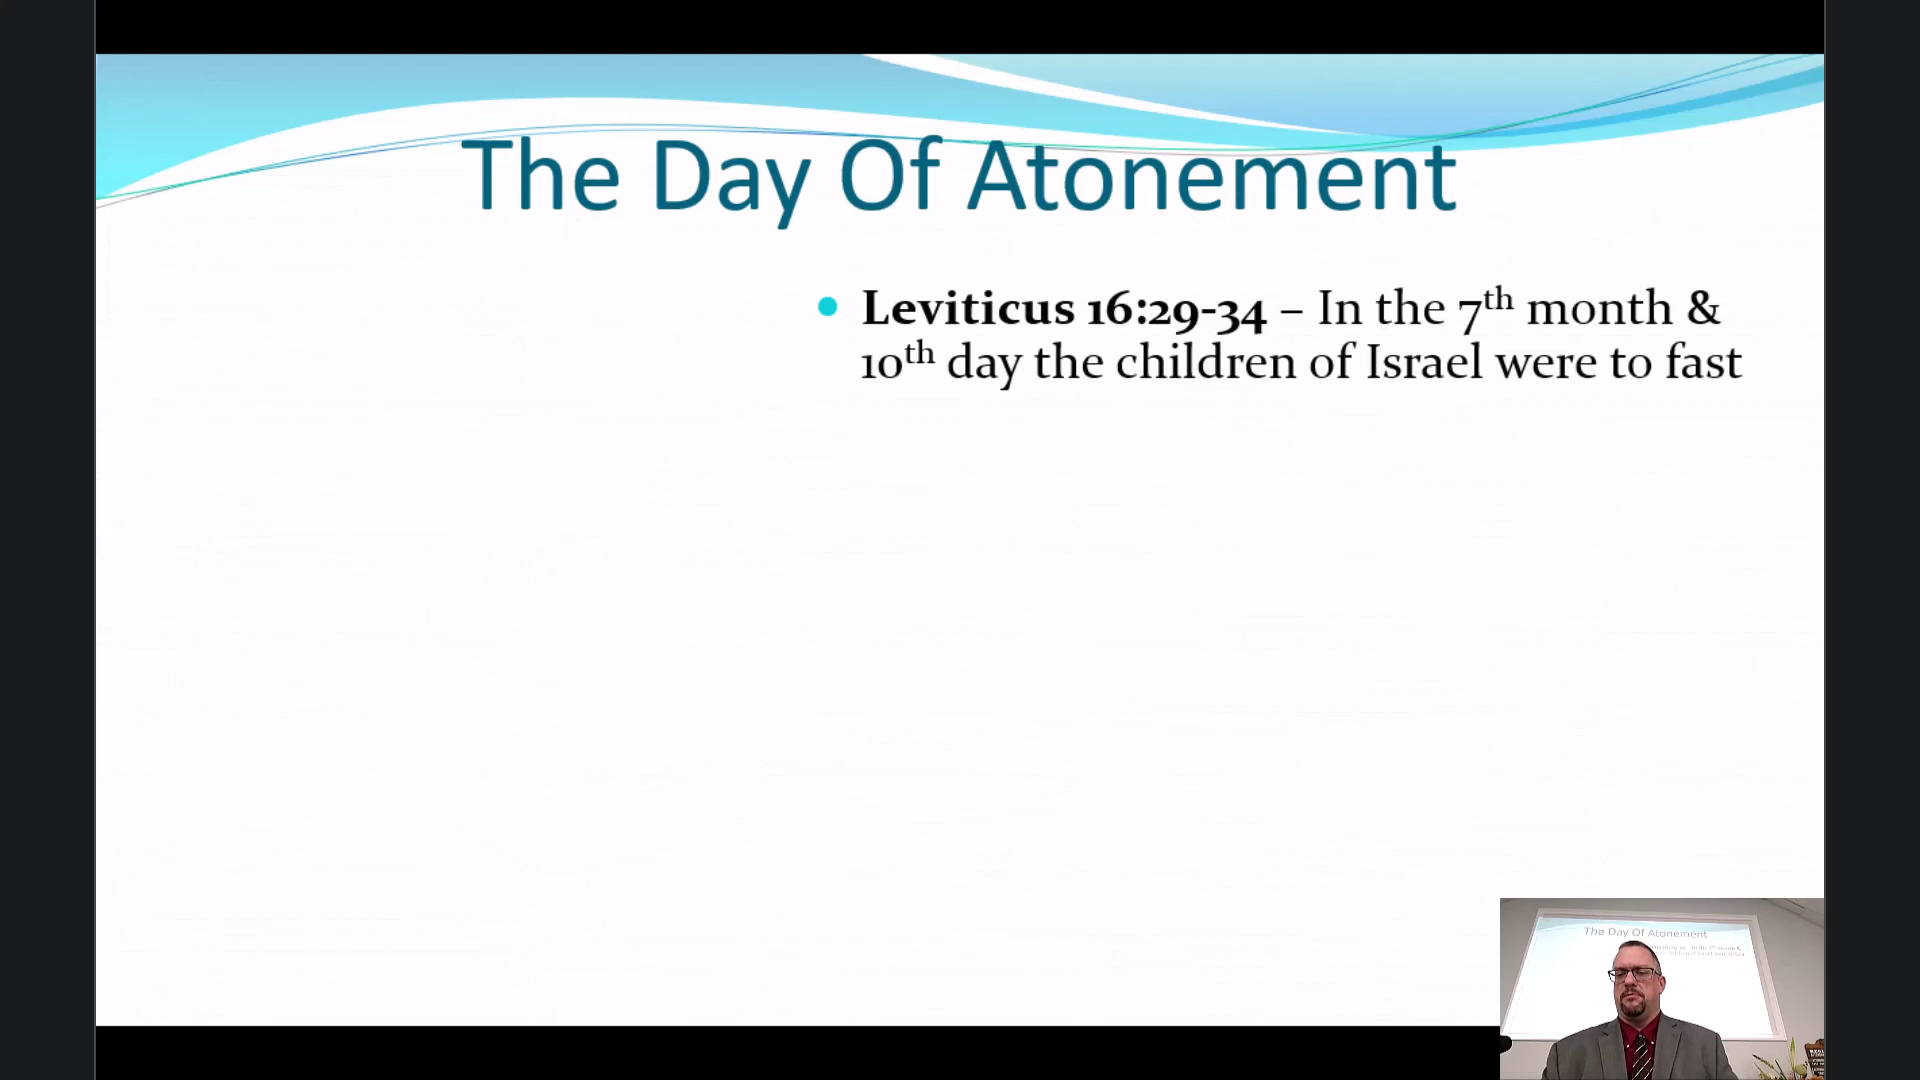 The Day Of Atonement
• Leviticus 16:29-34 – In the 7th month &
10th day the children of Israel were to fast
The Day Of Atonement